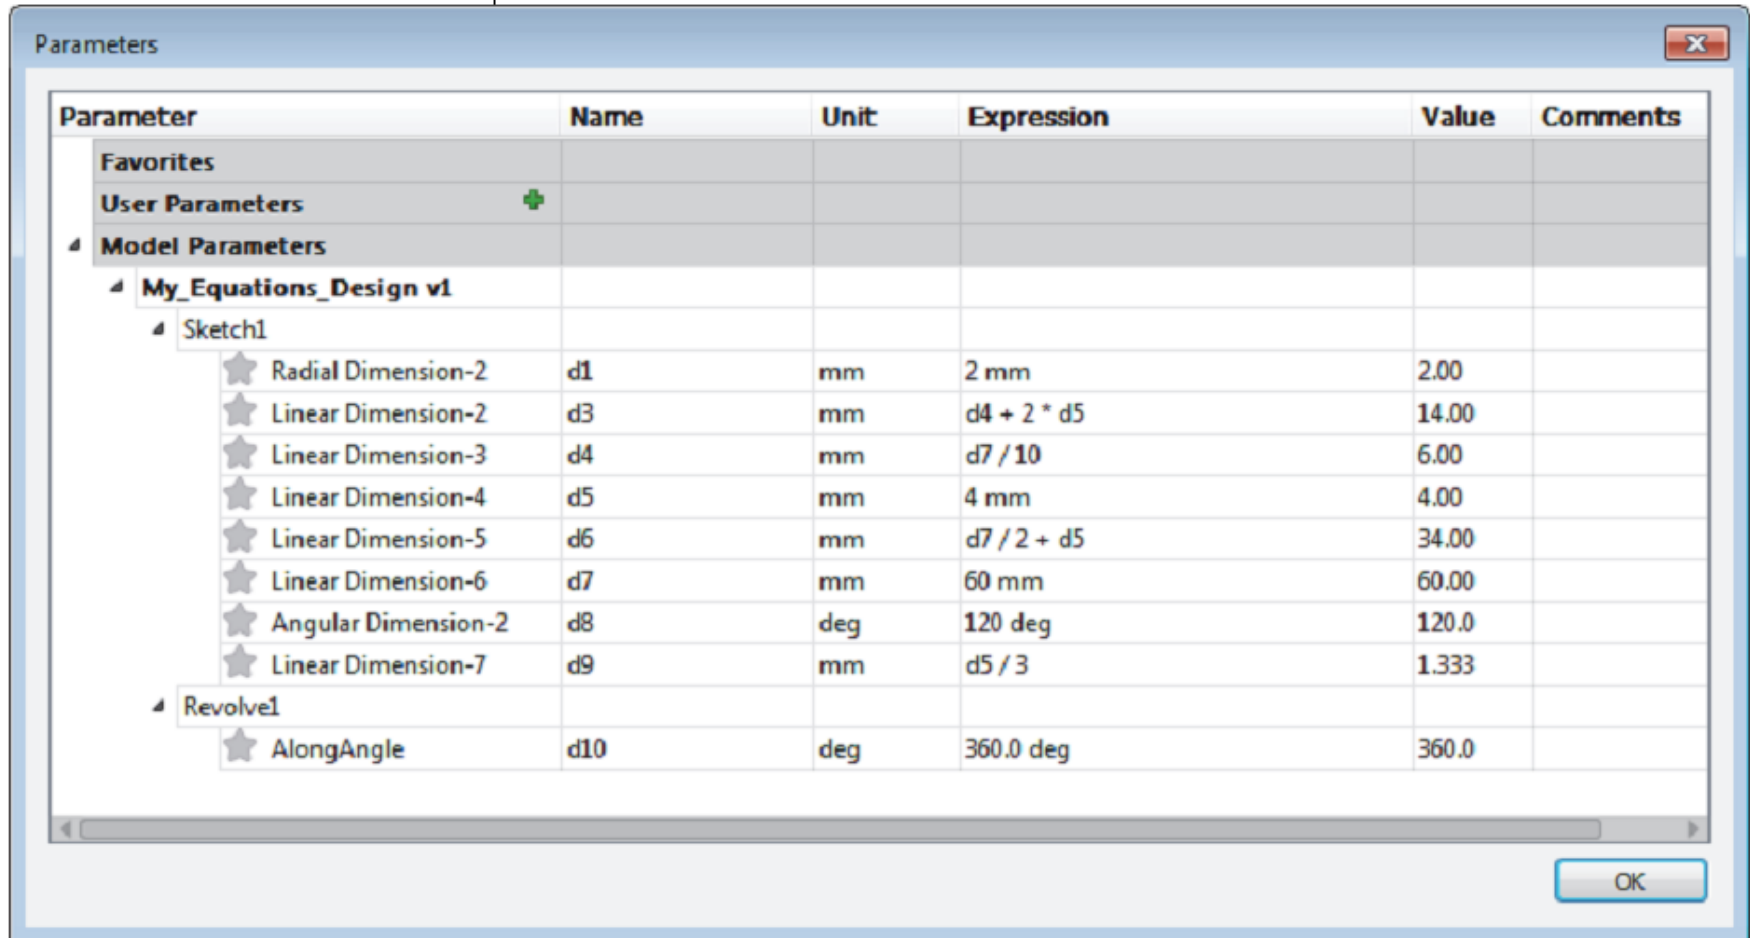 Parameters
Parameter Name Unit Expression Value Comments
Favorites
User Parameters
Model Parameters
My_Equations_Design v1
Sketch1
Radial Dimension-2 d1 mm 2 mm 2.00
Linear Dimension-2 d3 mm d4 + 2 * d5 14.00
Linear Dimension-3 d4 mm d7 / 10 6.00
Linear Dimension-4 d5 mm 4 mm 4.00
Linear Dimension-5 d6 mm d7 / 2 + d5 34.00
Linear Dimension-6 d7 mm 60 mm 60.00
Angular Dimension-2 d8 deg 120 deg 120.0
Linear Dimension-7 d9 mm d5 / 3 1.333
Revolve1
AlongAngle d10 deg 360.0 deg 360.0
OK